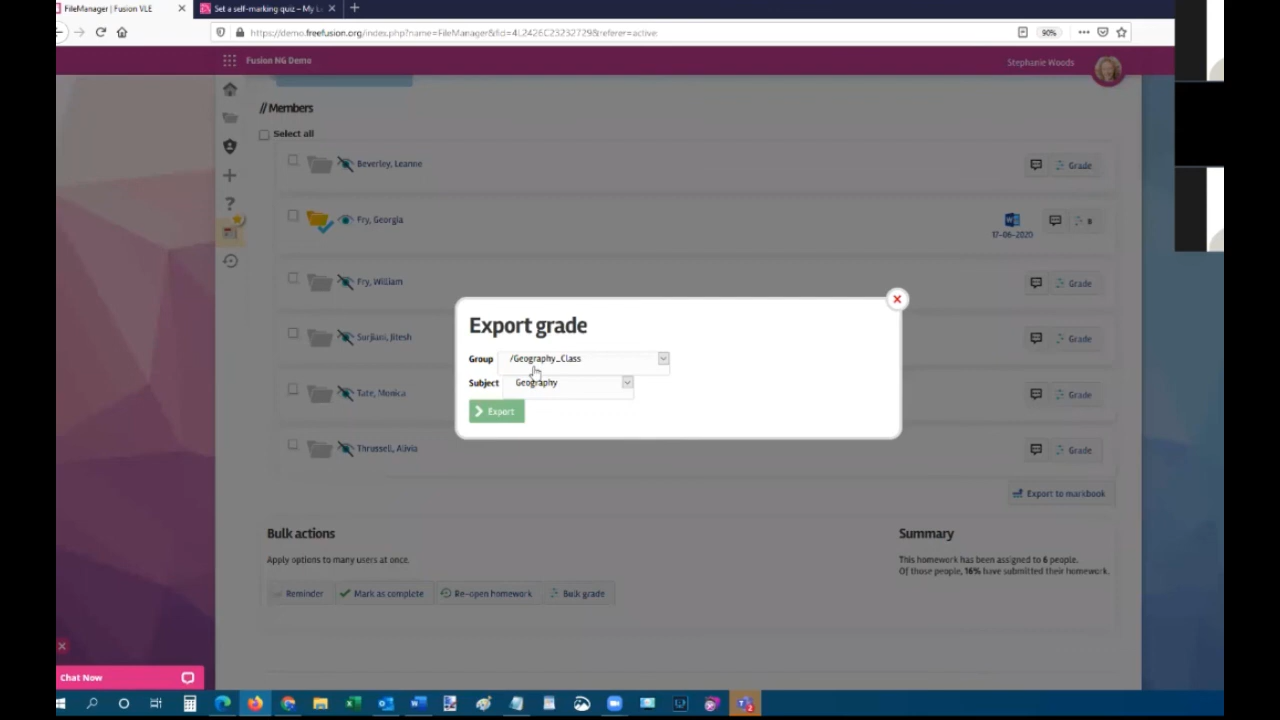 FileManager | Fusion VLE
Set a self-marking quiz – My L
https://demo.freefusion.org/index.php?name=FileManager&fid=4L2426C23232729&referer=active:
90%
Fusion NG Demo
Stephanie Woods
// Members
Select all
Beverley, Leanne
Grade
Fry, Georgia
17-06-2020
Fry, William
Grade
Surjiani, Jitesh
Grade
Tate, Monica
Grade
Thrussell, Alivia
Grade
Export grade
Group /Geography_Class
Subject Geography
Export
Export to markbook
Bulk actions
Apply options to many users at once.
Reminder
Mark as complete
Re-open homework
Bulk grade
Summary
This homework has been assigned to 6 people.
Of those people, 16% have submitted their homework.
Chat Now